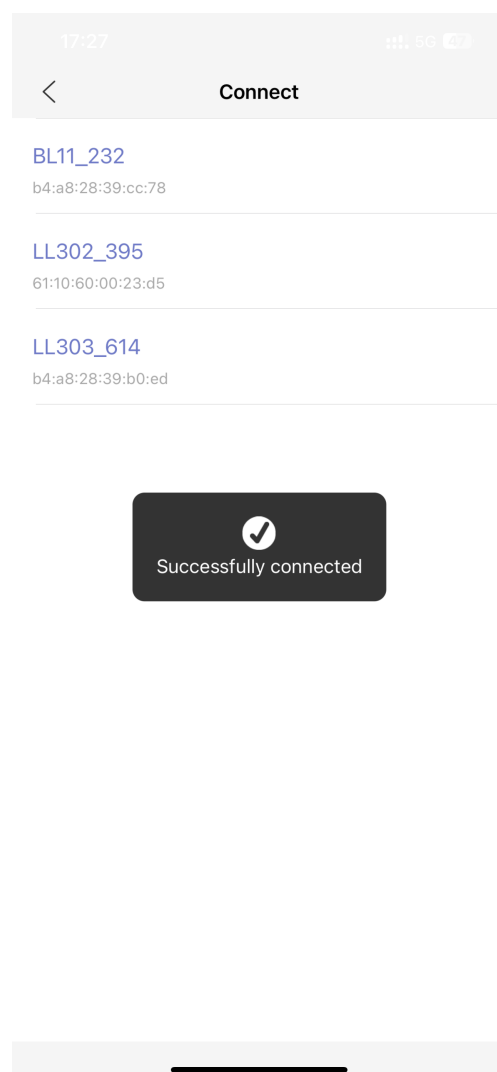 17:27
5G 47
Connect
BL11_232
b4:a8:28:39:cc:78
LL302_395
61:10:60:00:23:d5
LL303_614
b4:a8:28:39:b0:ed
Successfully connected